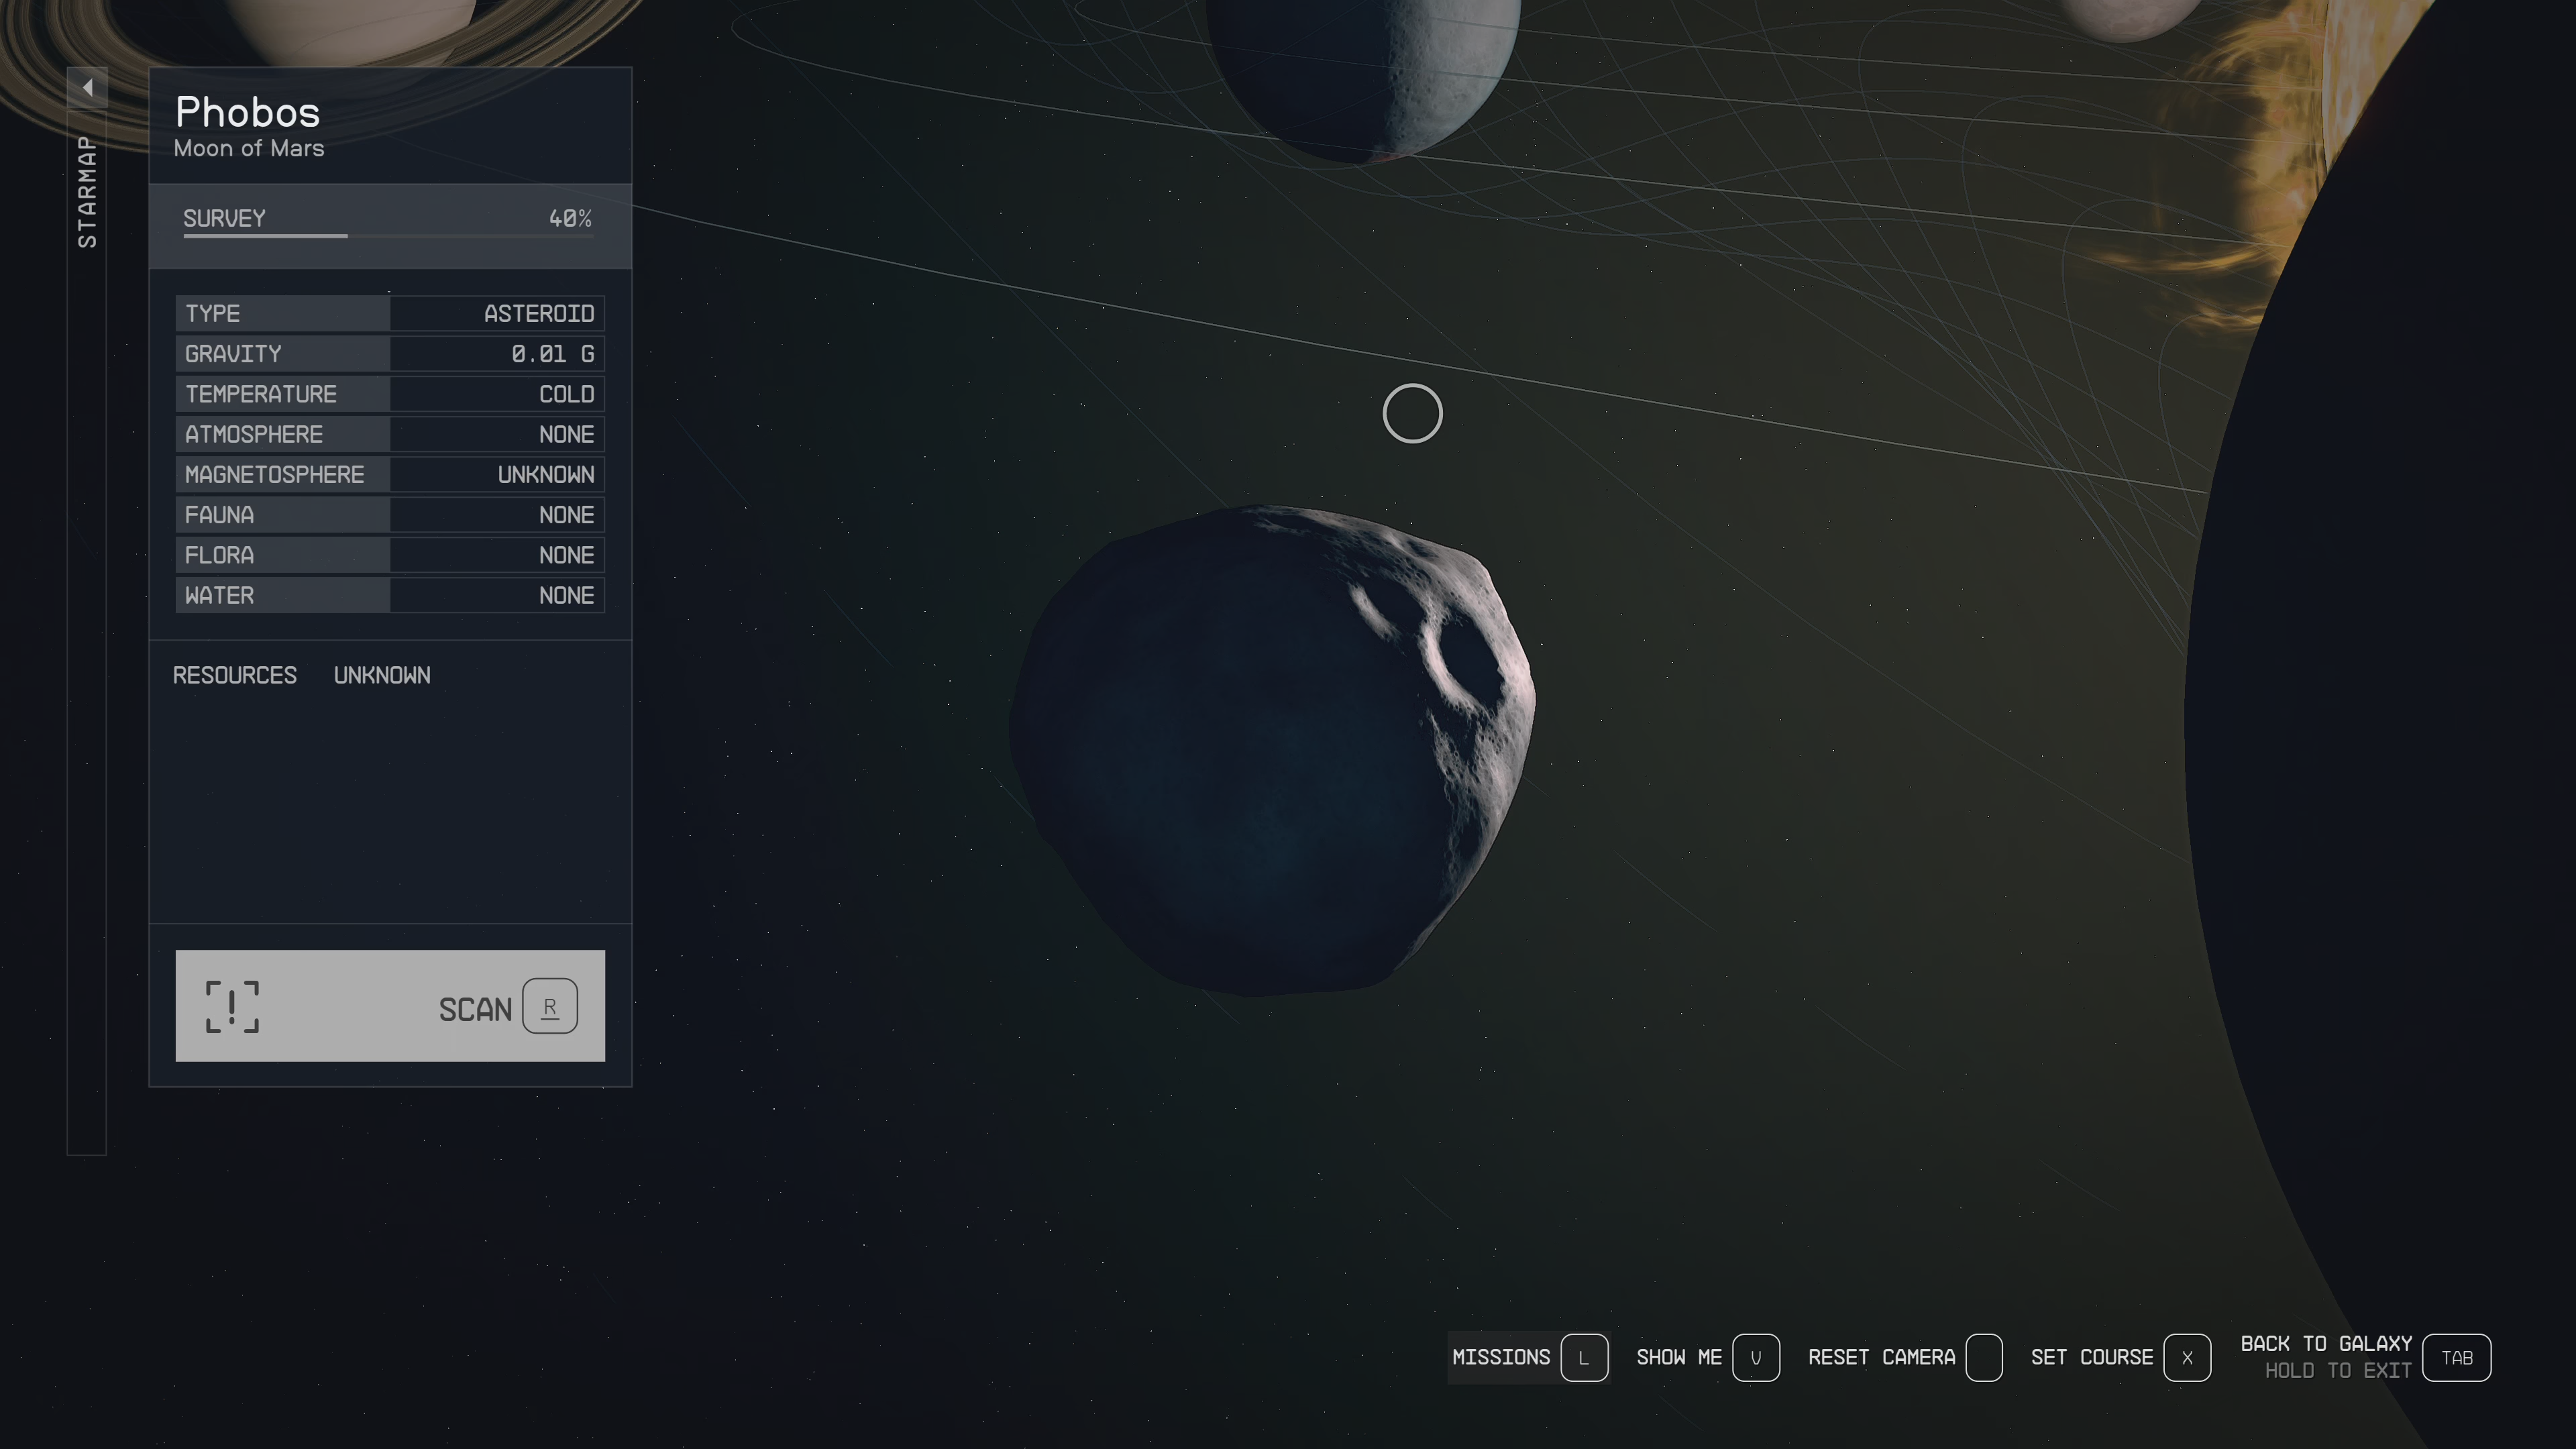 STARMAP
Phobos
Moon of Mars
SURVEY 40%
TYPE ASTEROID
GRAVITY 0.01 G
TEMPERATURE COLD
ATMOSPHERE NONE
MAGNETOSPHERE UNKNOWN
FAUNA NONE
FLORA NONE
WATER NONE
RESOURCES UNKNOWN
! SCAN R
MISSIONS L SHOW ME V RESET CAMERA SET COURSE X BACK TO GALAXY TAB
HOLD TO EXIT